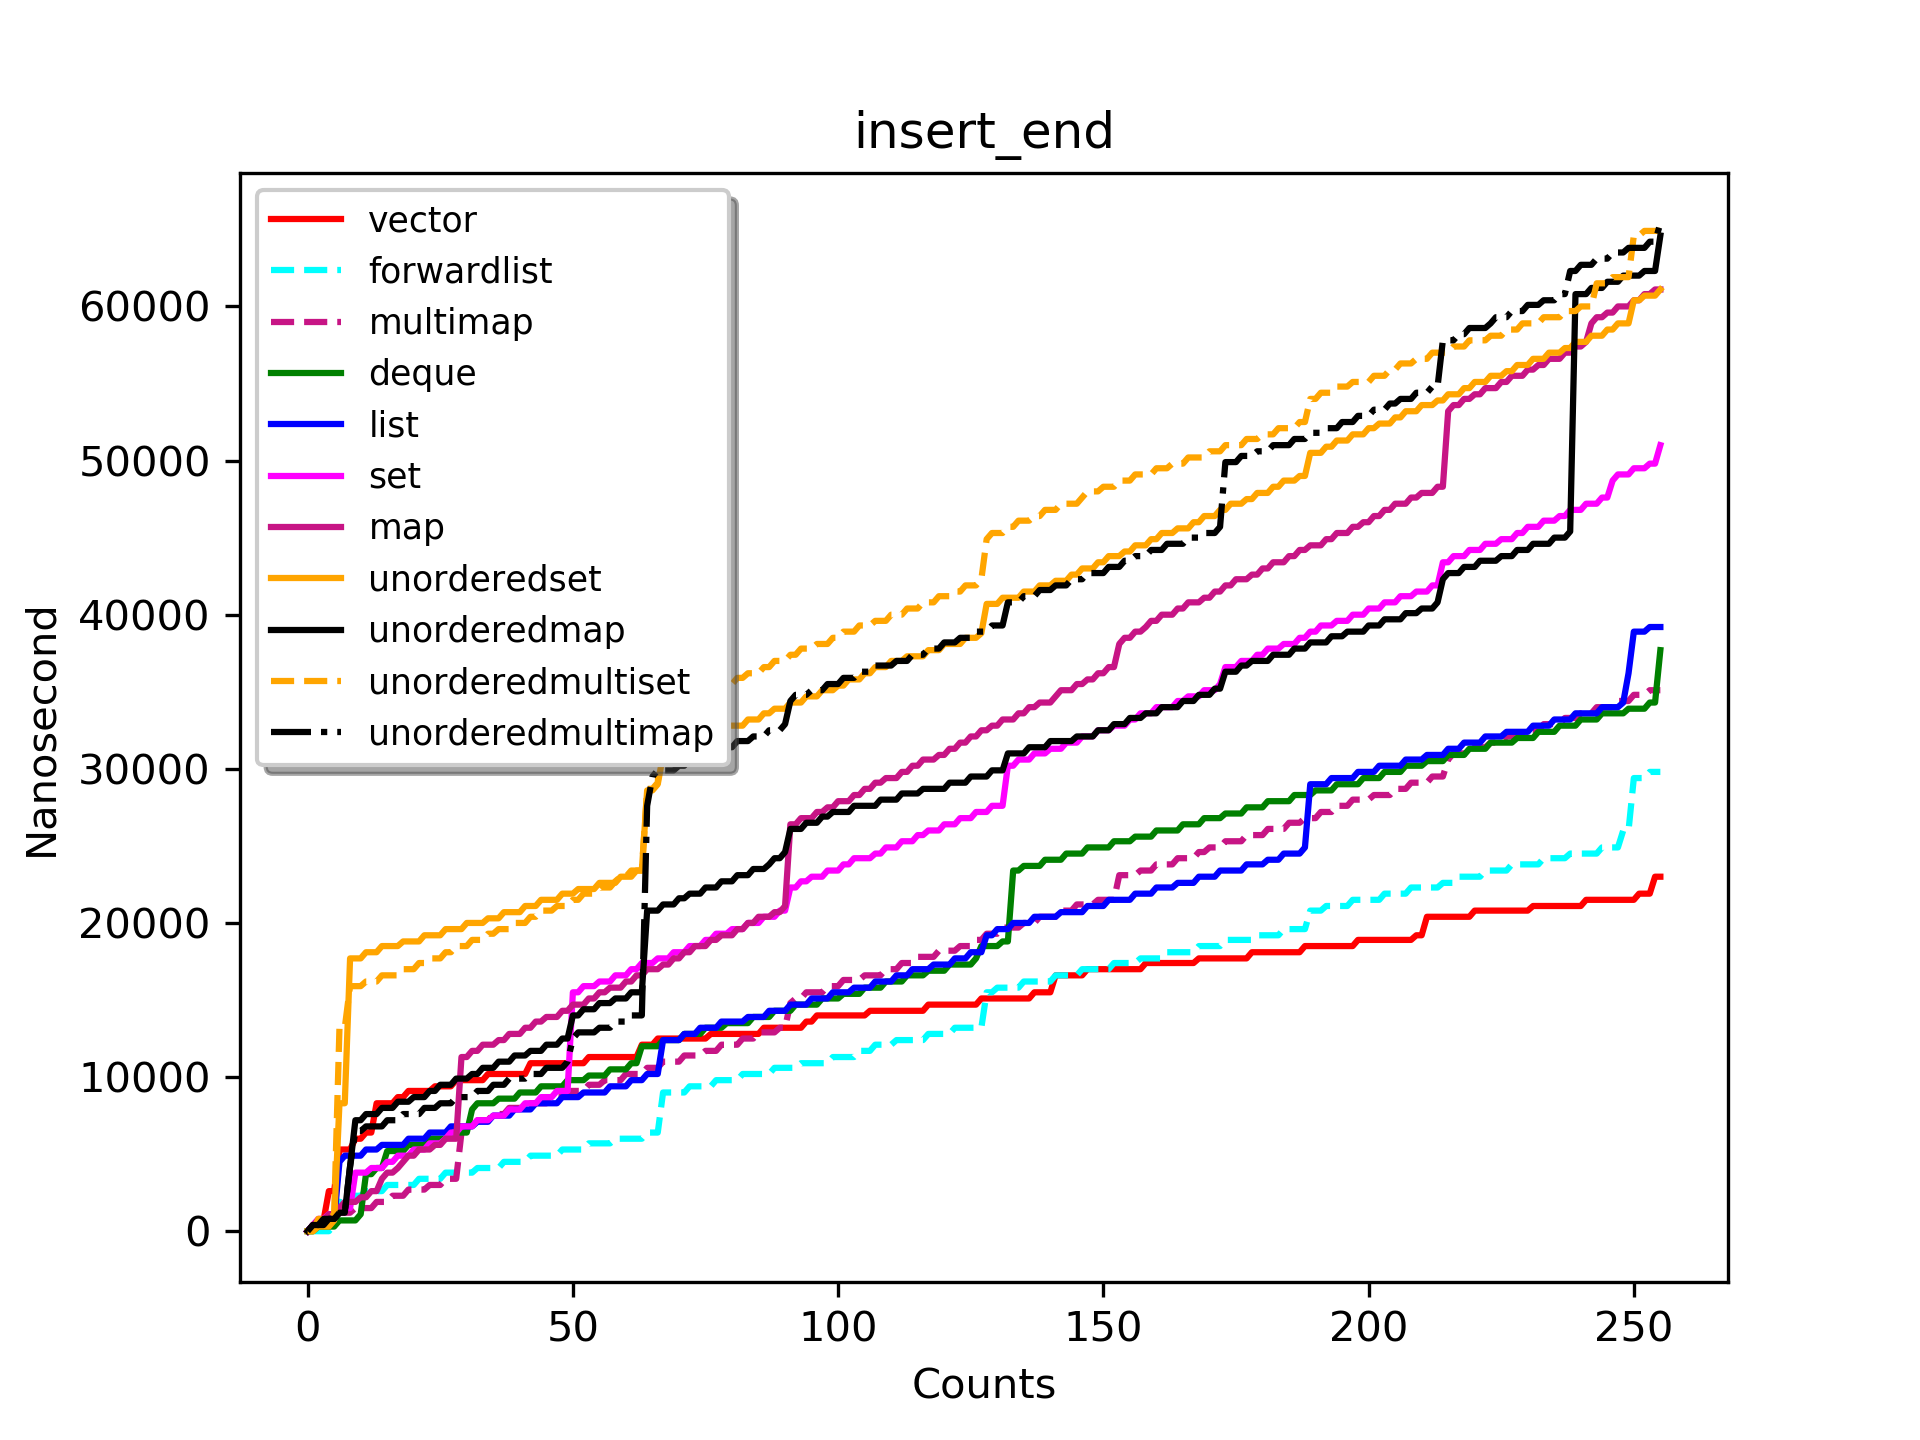 insert_end
vector
forwardlist
multimap
deque
list
set
map
unorderedset
unorderedmap
unorderedmultiset
unorderedmultimap
60000
50000
40000
30000
20000
10000
0
Nanosecond
0 50 100 150 200 250
Counts